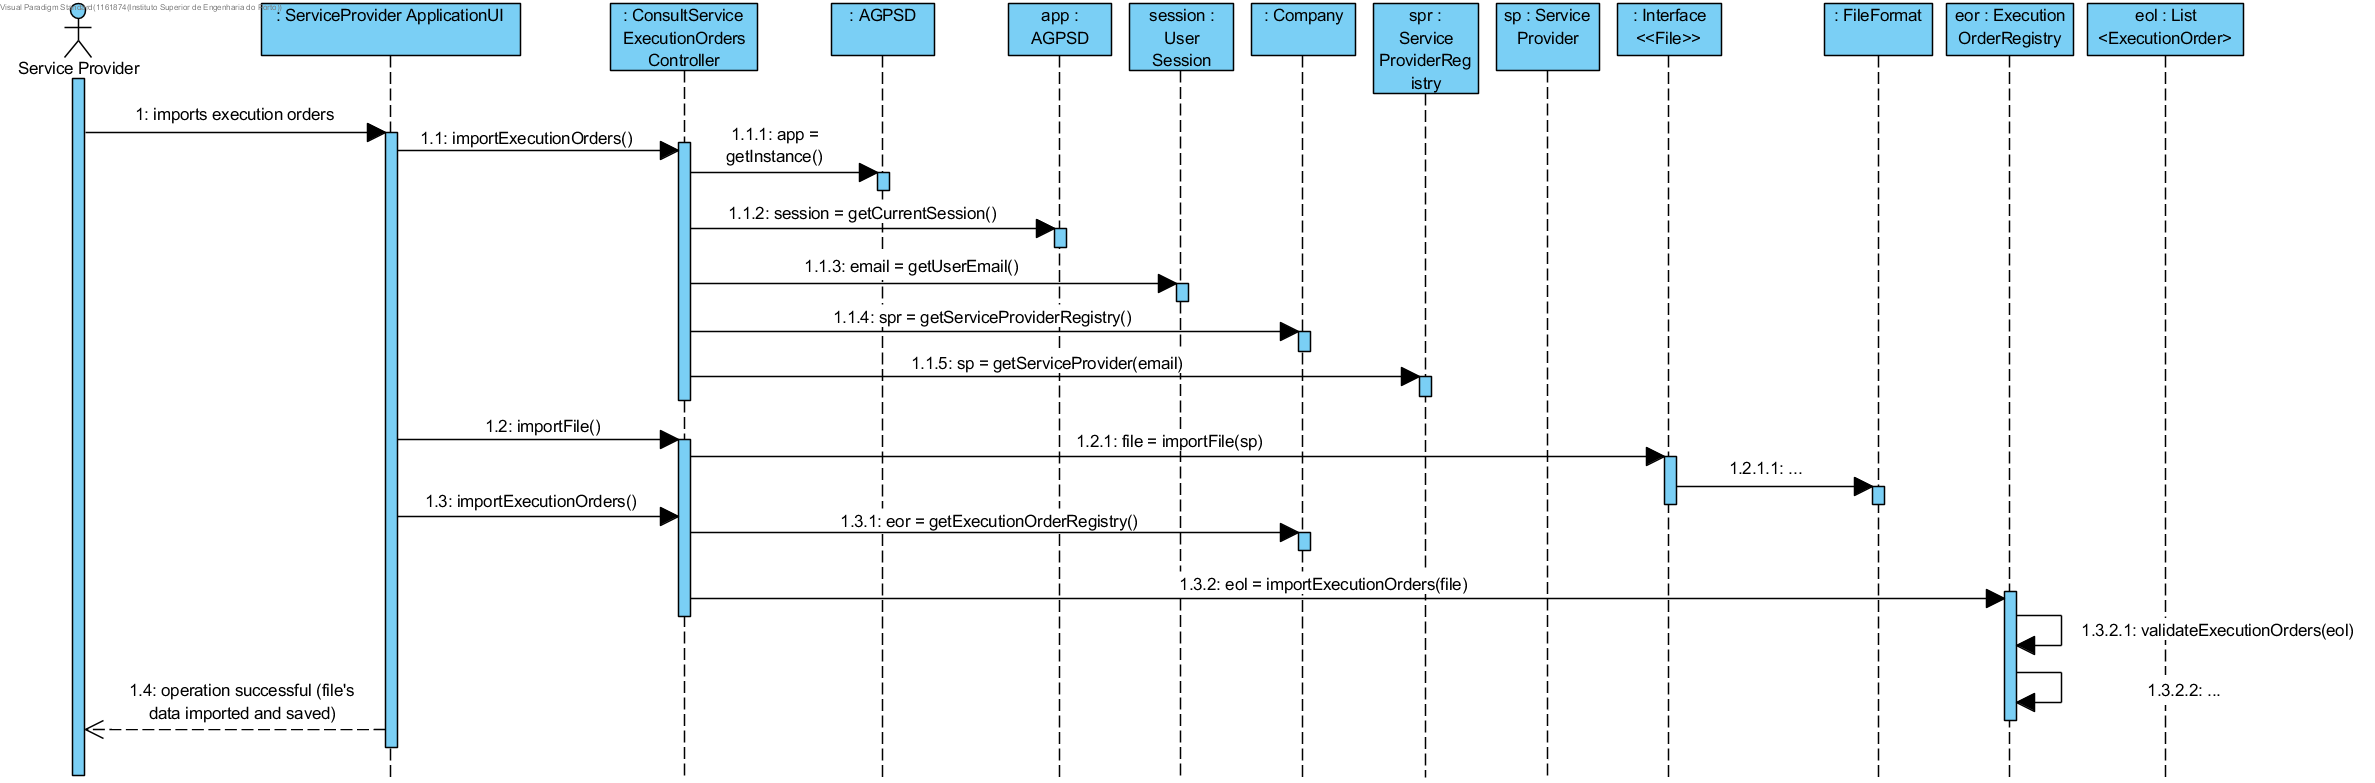 Visual Paradigm Standard(1161874(Instituto Superior de Engenharia do Porto))
Service Provider
: ServiceProvider ApplicationUI
: ConsultService
ExecutionOrders
Controller
: AGPSD
app :
AGPSD
session :
User
Session
: Company
spr :
Service
ProviderReg
istry
sp : Service
Provider
: Interface
<<File>>
: FileFormat
eor : Execution
OrderRegistry
eol : List
<ExecutionOrder>
1: imports execution orders
1.1: importExecutionOrders()
1.1.1: app =
getInstance()
1.1.2: session = getCurrentSession()
1.1.3: email = getUserEmail()
1.1.4: spr = getServiceProviderRegistry()
1.1.5: sp = getServiceProvider(email)
1.2: importFile()
1.2.1: file = importFile(sp)
1.2.1.1: ...
1.3: importExecutionOrders()
1.3.1: eor = getExecutionOrderRegistry()
1.3.2: eol = importExecutionOrders(file)
1.3.2.1: validateExecutionOrders(eol)
1.3.2.2: ...
1.4: operation successful (file's
data imported and saved)